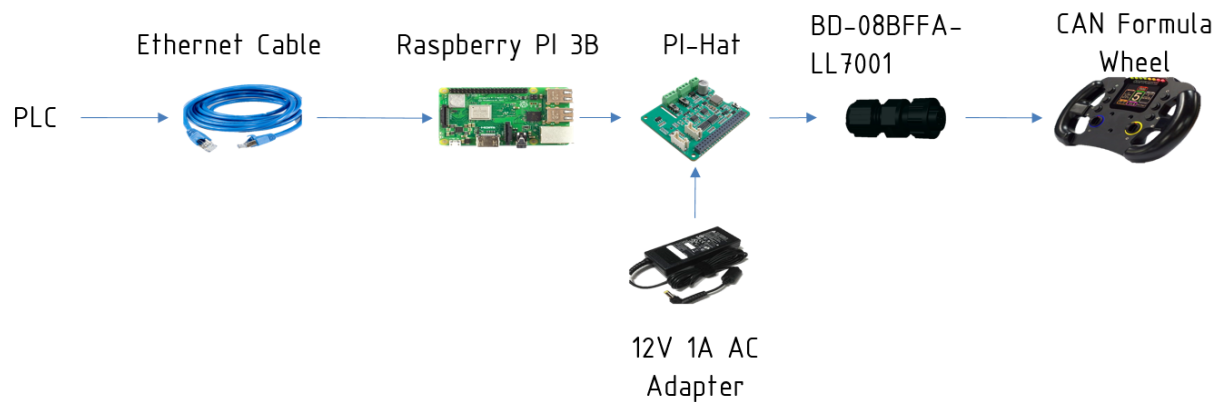 PLC
Ethernet Cable
Raspberry PI 3B
PI-Hat
BD-08BFFA-
LL7001
CAN Formula
Wheel
12V 1A AC
Adapter